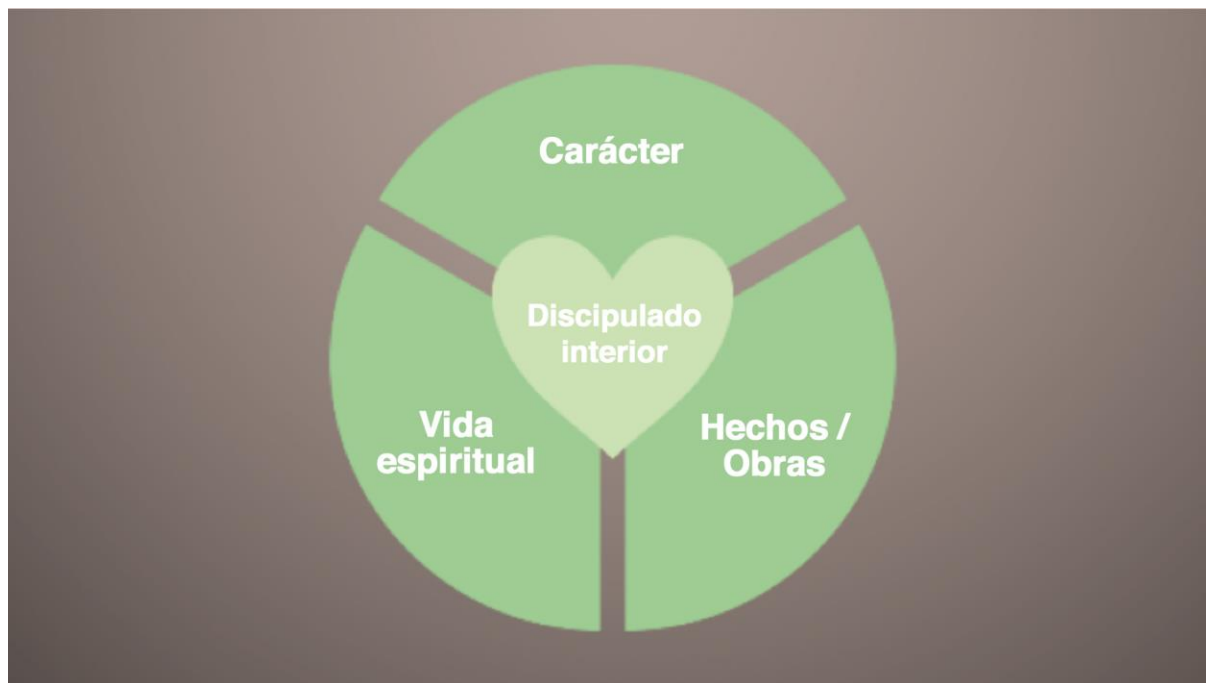 Carácter
Discipulado
interior
Vida
espiritual
Hechos /
Obras